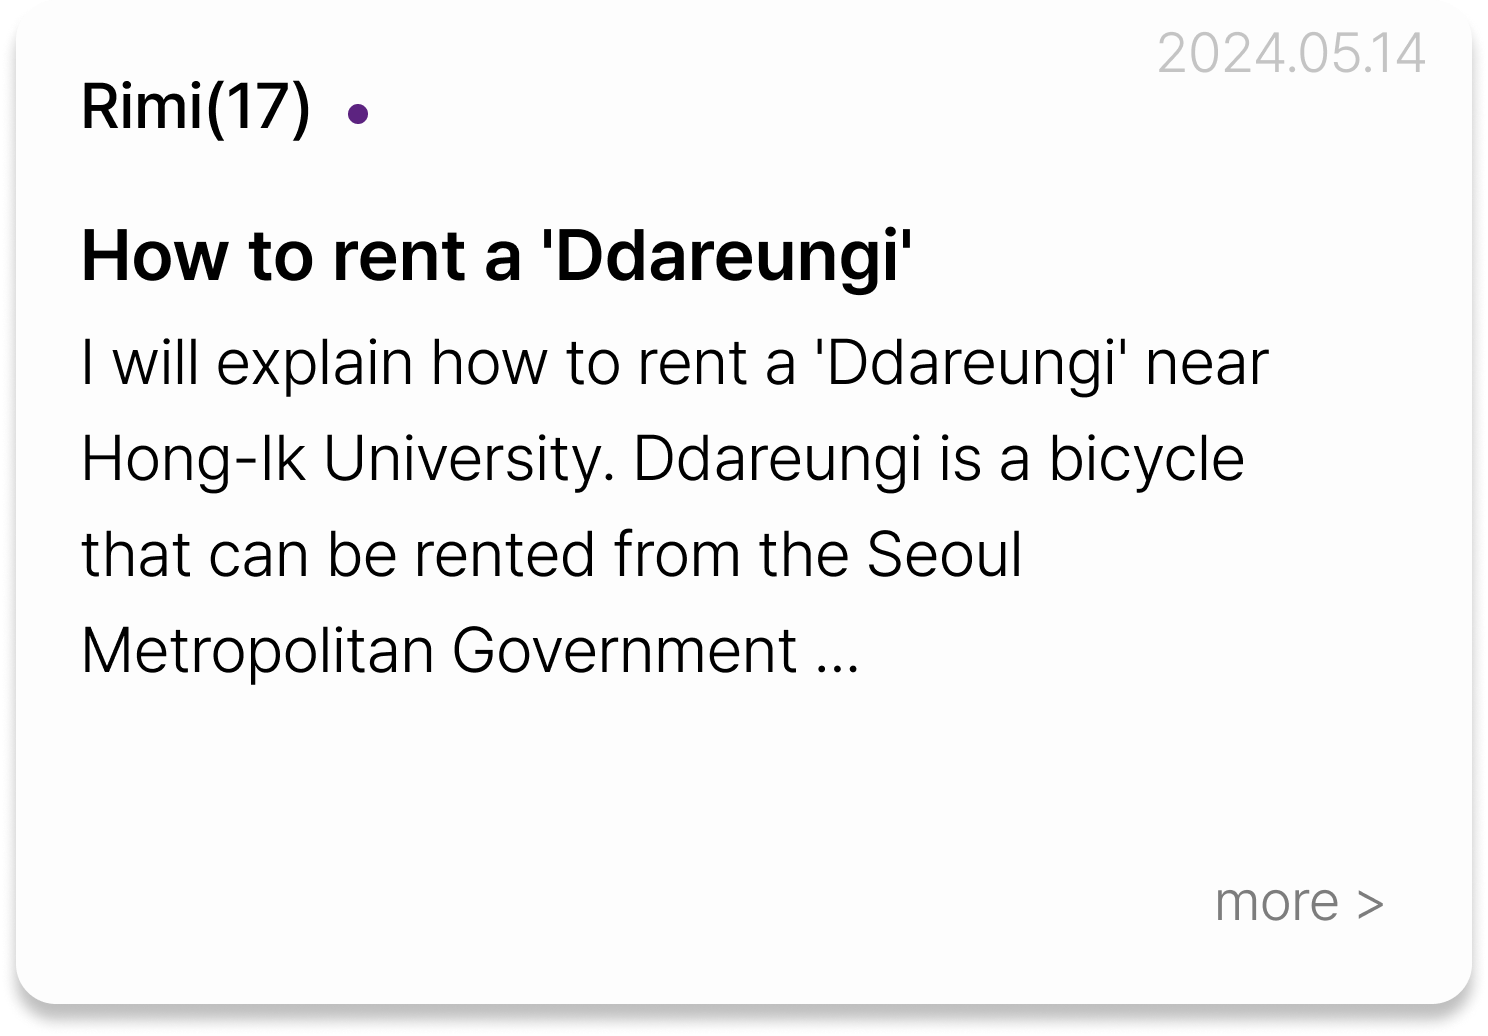 2024.05.14
Rimi(17)
How to rent a 'Ddareungi'
I will explain how to rent a 'Ddareungi' near
Hong-Ik University. Ddareungi is a bicycle
that can be rented from the Seoul
Metropolitan Government ...
more >